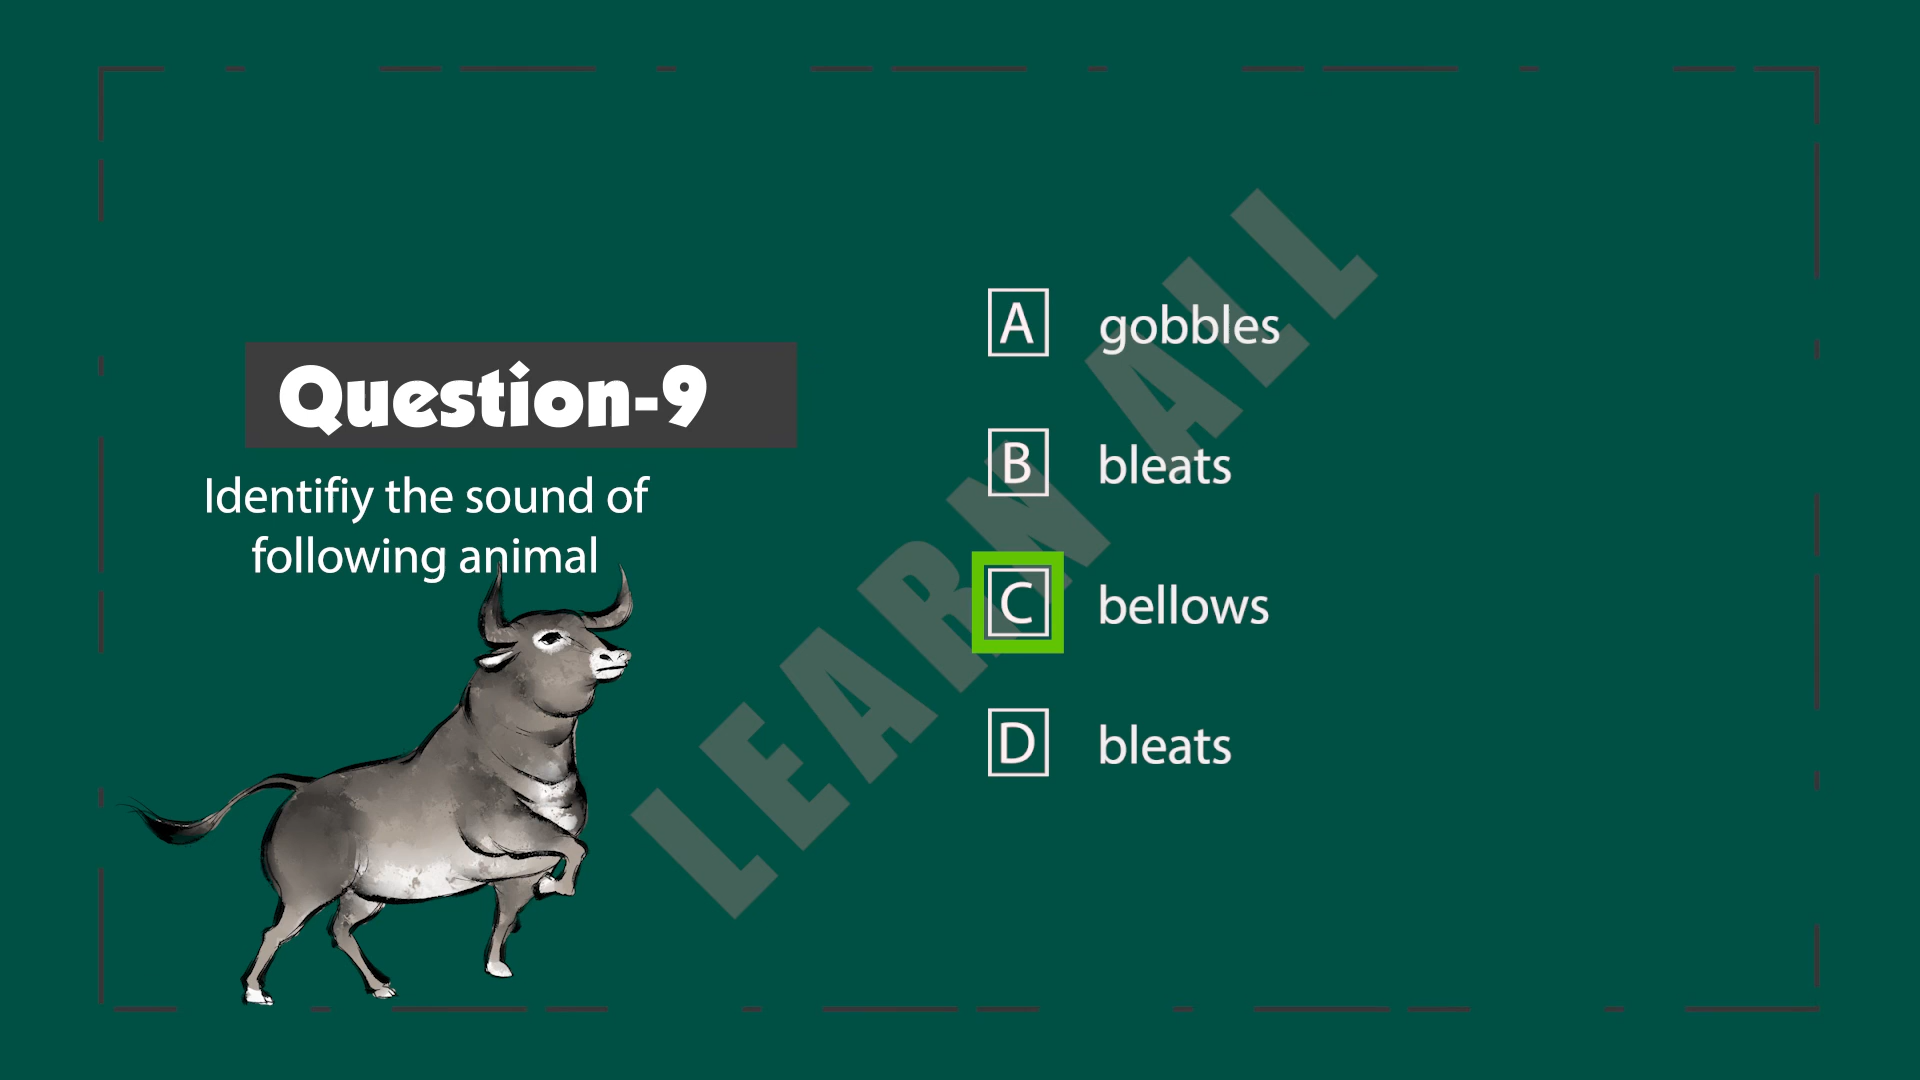 Question-9
Identifiy the sound of
following animal
A gobbles
B bleats
C bellows
D bleats
LEARN ALL